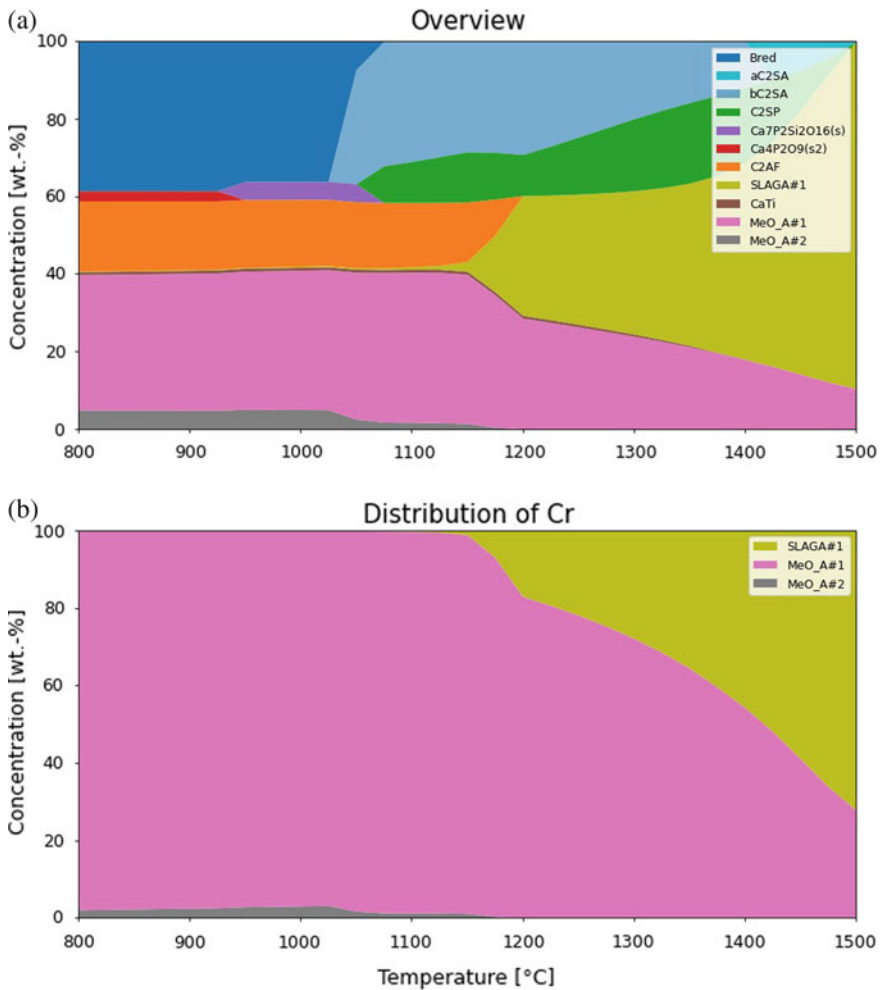 (a)
Overview
Concentration [wt.-%]
100
80
60
40
20
0
Bred
aC2SA
bC2SA
C2SP
Ca7P2Si2O16(s)
Ca4P2O9(s2)
C2AF
SLAGA#1
CaTi
MeO_A#1
MeO_A#2
800 900 1000 1100 1200 1300 1400 1500
(b)
Distribution of Cr
Concentration [wt.-%]
100
80
60
40
20
0
SLAGA#1
MeO_A#1
MeO_A#2
800 900 1000 1100 1200 1300 1400 1500
Temperature [°C]